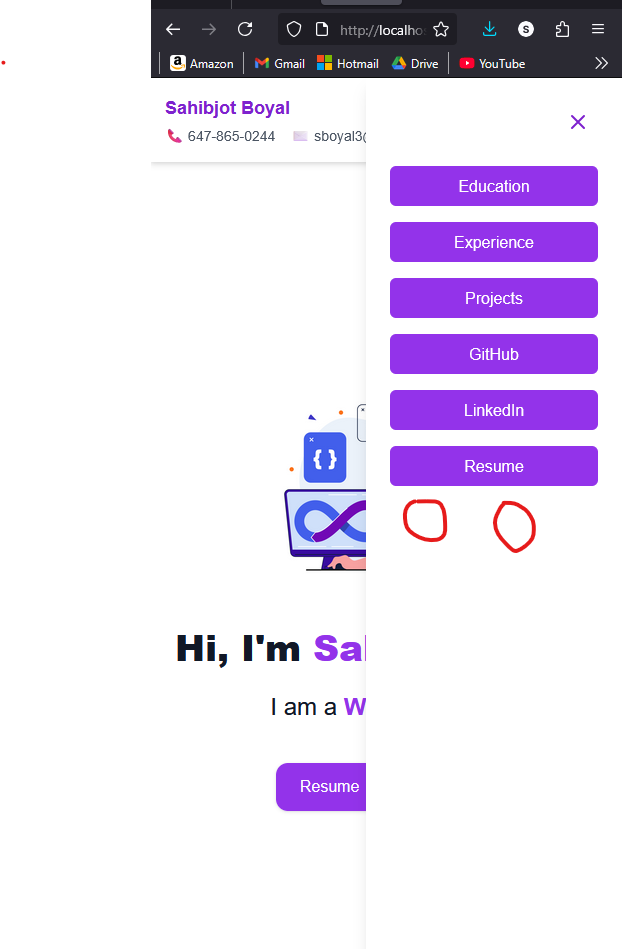 http://localho
S
Amazon
Gmail
Hotmail
Drive
YouTube
Sahibjot Boyal
647-865-0244
sboyal3@
Education
Experience
Projects
GitHub
LinkedIn
Resume
{ }
Hi, I'm Sa
I am a W
Resume